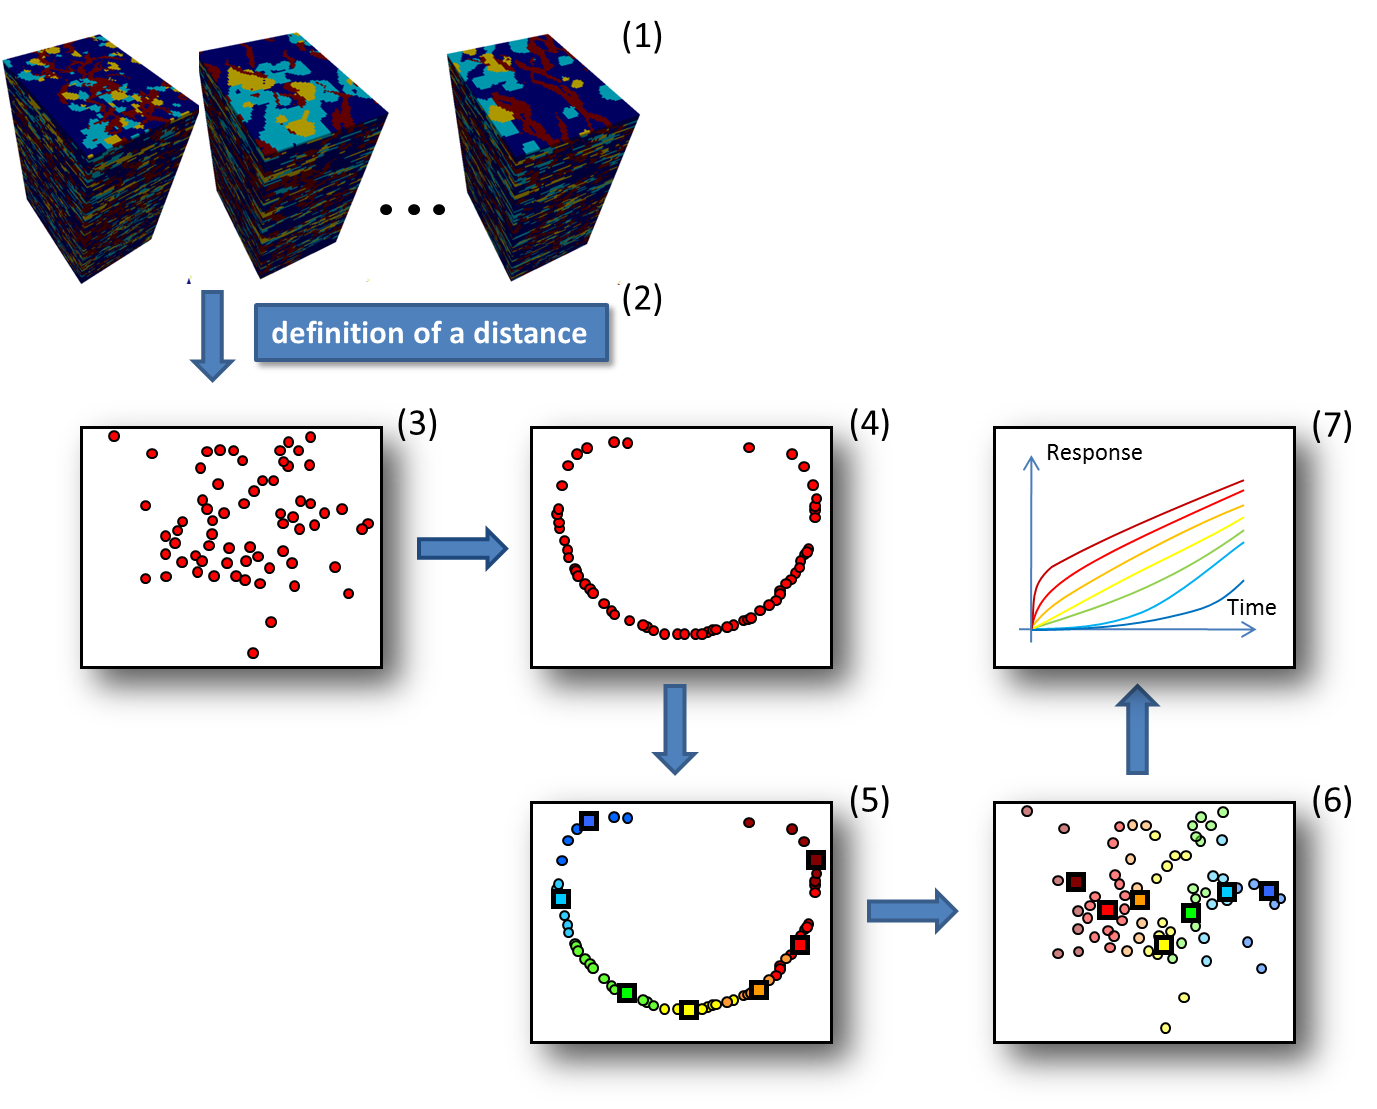 (1)
(2)
definition of a distance
(3)
(4)
(7)
Response
Time
(5)
(6)